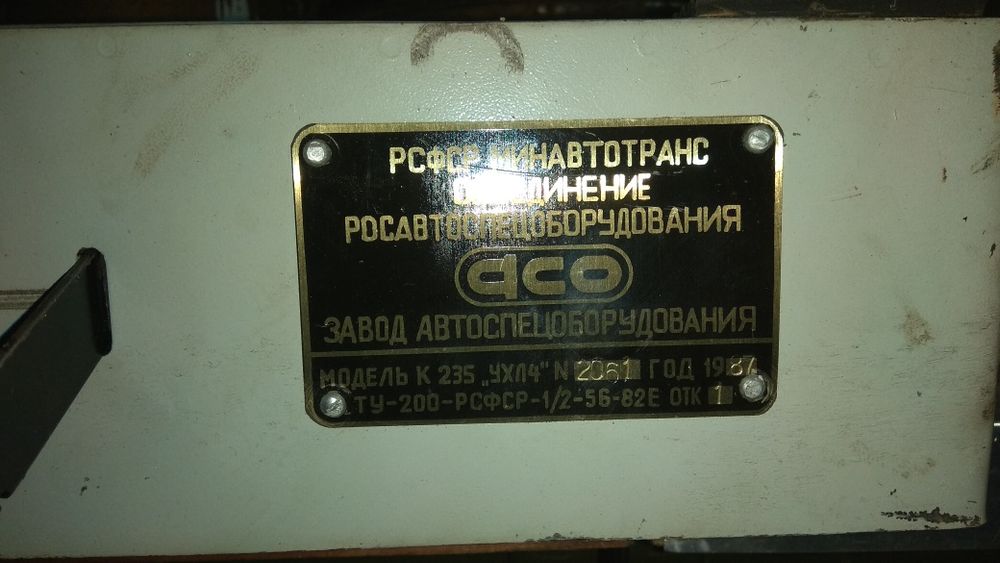 РСФСР МИНАВТОТРАНС
ОБЪЕДИНЕНИЕ
РОСАВТОСПЕЦОБОРУДОВАНИЯ
АСО
ЗАВОД АВТОСПЕЦОБОРУДОВАНИЯ
МОДЕЛЬ К 235 „УХЛ4" N 2061 ГОД 1987
ТУ-200-РСФСР-1/2-56-82Е ОТК 1